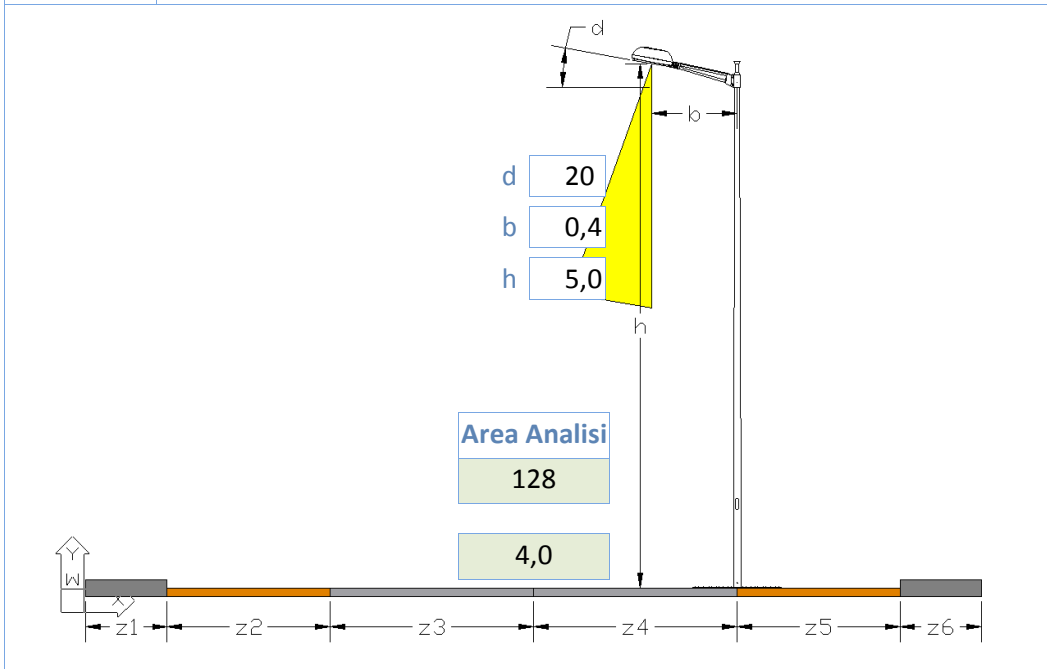 d
b
d 20
b 0,4
h 5,0
h
Area Analisi
128
4,0
Y
W
X
z1 z2 z3 z4 z5 z6